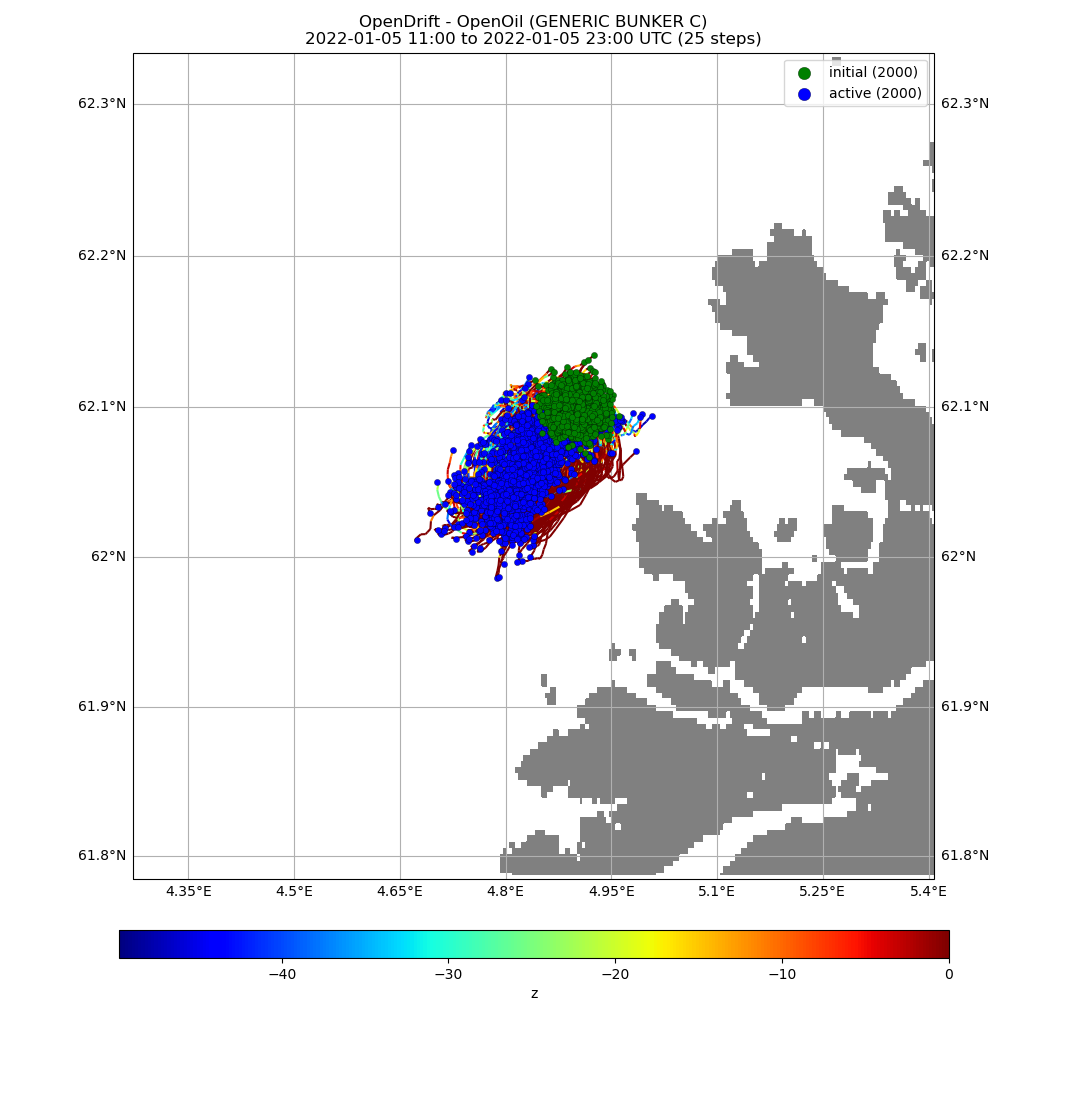 OpenDrift - OpenOil (GENERIC BUNKER C)
2022-01-05 11:00 to 2022-01-05 23:00 UTC (25 steps)
initial (2000)
active (2000)
62.3°N 62.3°N
62.2°N 62.2°N
62.1°N 62.1°N
62°N 62°N
61.9°N 61.9°N
61.8°N 61.8°N
4.35°E 4.5°E 4.65°E 4.8°E 4.95°E 5.1°E 5.25°E 5.4°E
−40 −30 −20 −10 0
z